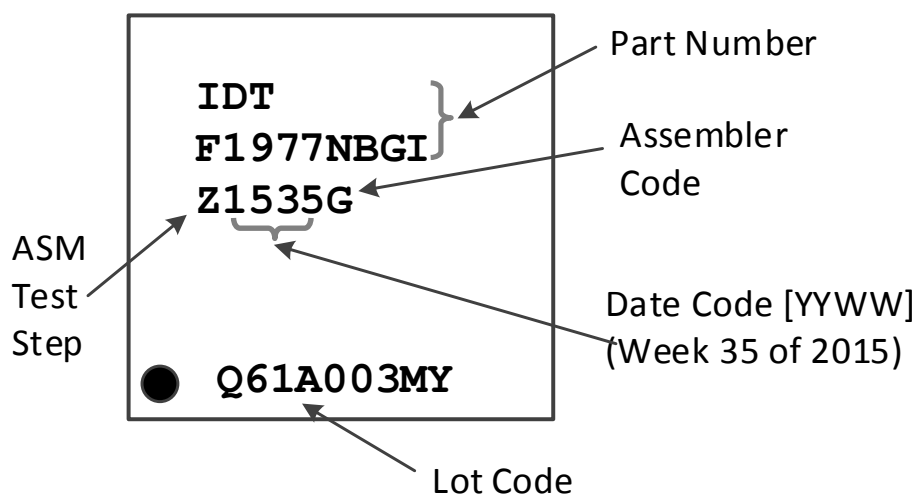 Part Number
IDT
F1977NBGI
Assembler
Code
Z1535G
ASM
Test
Step
Date Code [YYWW]
(Week 35 of 2015)
Q61A003MY
Lot Code